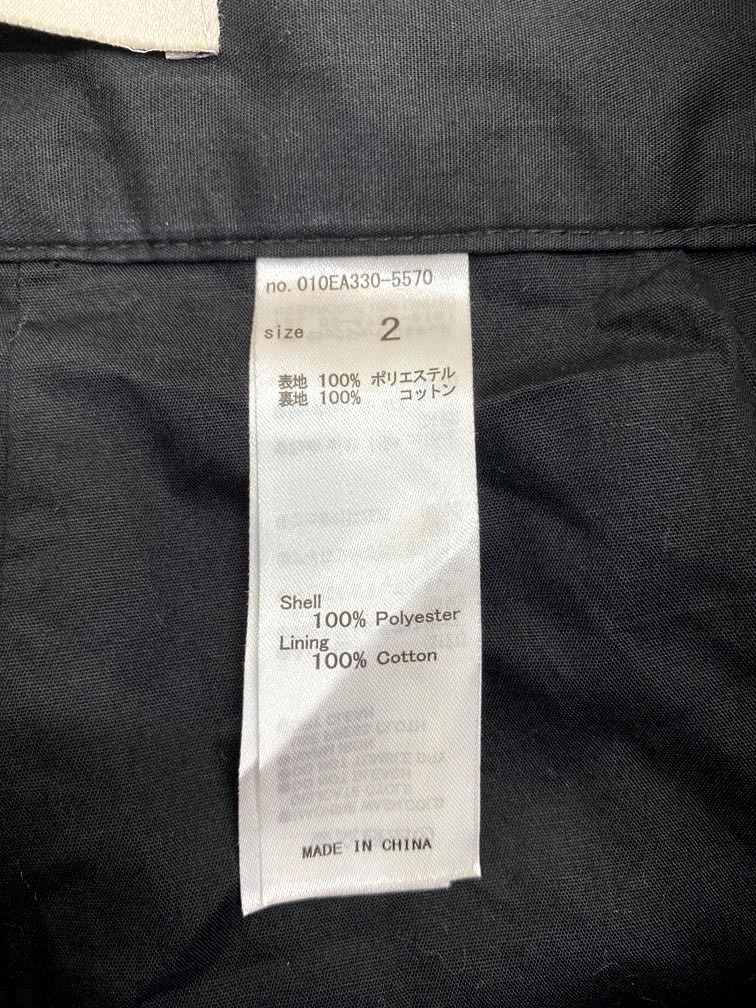 no. 010EA330-5570
size 2
表地 100% ポリエステル
裏地 100% コットン
Shell
100% Polyester
Lining
100% Cotton
MADE IN CHINA